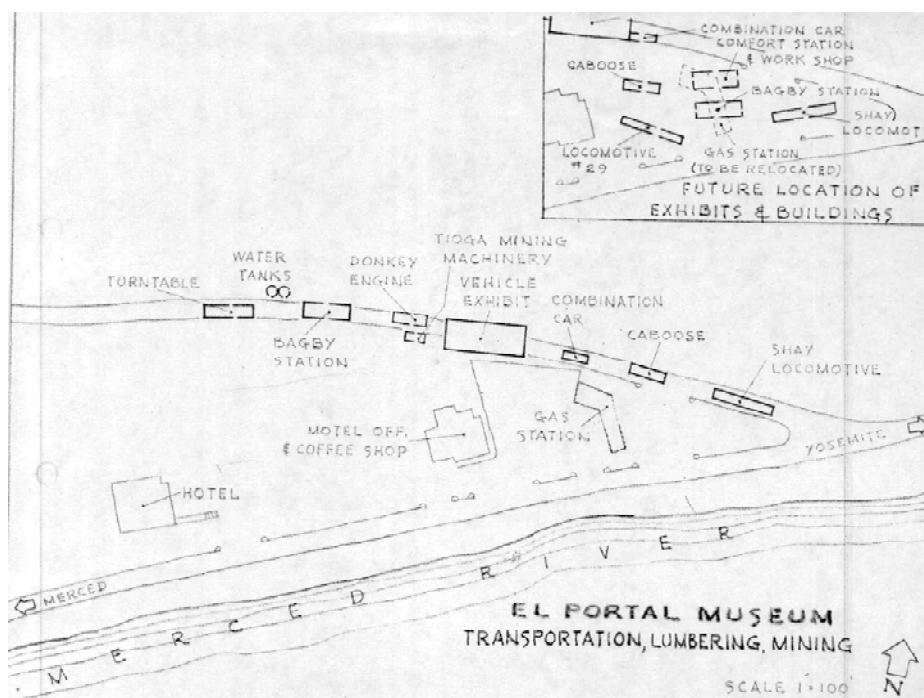 COMBINATION CAR
COMFORT STATION
& WORK SHOP
CABOOSE
BAGBY STATION
SHAY
LOCOMOT
LOCOMOTIVE
#29
GAS STATION
(TO BE RELOCATED)
FUTURE LOCATION OF
EXHIBITS & BUILDINGS
TIOGA MINING
MACHINERY
WATER
TANKS
DONKEY
ENGINE
VEHICLE
EXHIBIT
TURNTABLE
COMBINATION
CAR
BAGBY
STATION
CABOOSE
SHAY
LOCOMOTIVE
GAS
STATION
MOTEL OFF.
& COFFEE SHOP
YOSEMITE
HOTEL
MERCED
MERCED RIVER
EL PORTAL MUSEUM
TRANSPORTATION, LUMBERING, MINING
SCALE 1"=100'
N